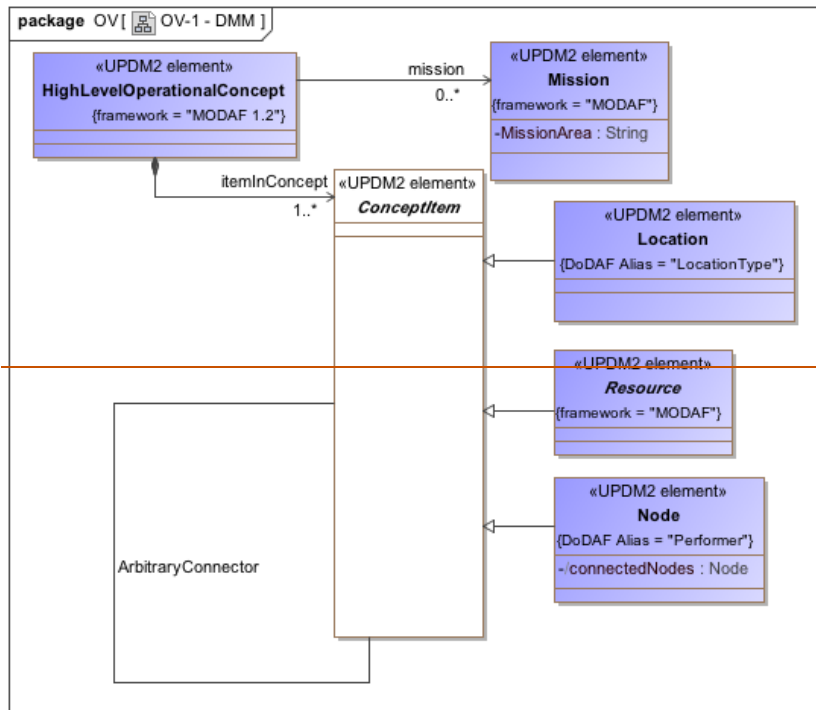 package OV[ OV-1 - DMM ]
«UPDM2 element»
HighLevelOperationalConcept
{framework = "MODAF 1.2"}
mission
0..*
«UPDM2 element»
Mission
{framework = "MODAF"}
-MissionArea : String
itemInConcept
1..*
«UPDM2 element»
ConceptItem
«UPDM2 element»
Location
{DoDAF Alias = "LocationType"}
«UPDM2 element»
Resource
{framework = "MODAF"}
«UPDM2 element»
Node
{DoDAF Alias = "Performer"}
-/connectedNodes : Node
ArbitraryConnector